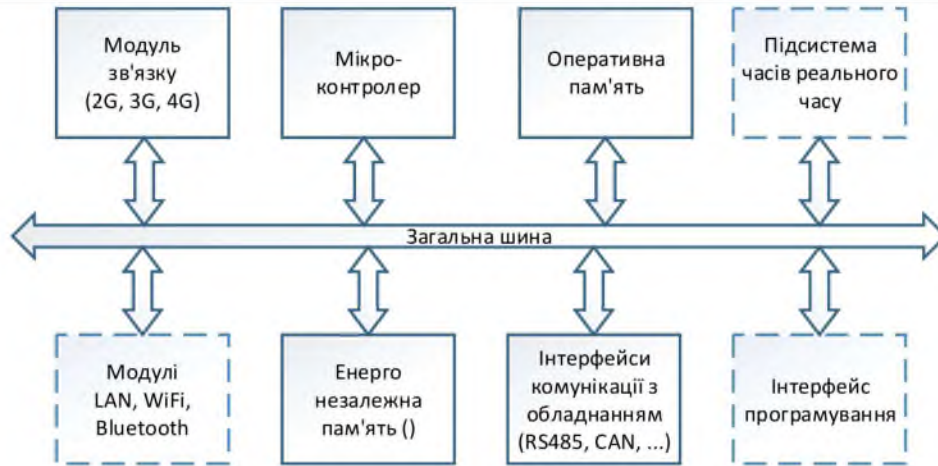 Модуль
зв'язку
(2G, 3G, 4G)
Мікро-
контролер
Оперативна
пам'ять
Підсистема
часів реального
часу
Загальна шина
Модулі
LAN, WiFi,
Bluetooth
Енерго
незалежна
пам'ять ()
Інтерфейси
комунікації з
обладнанням
(RS485, CAN, ...)
Інтерфейс
програмування